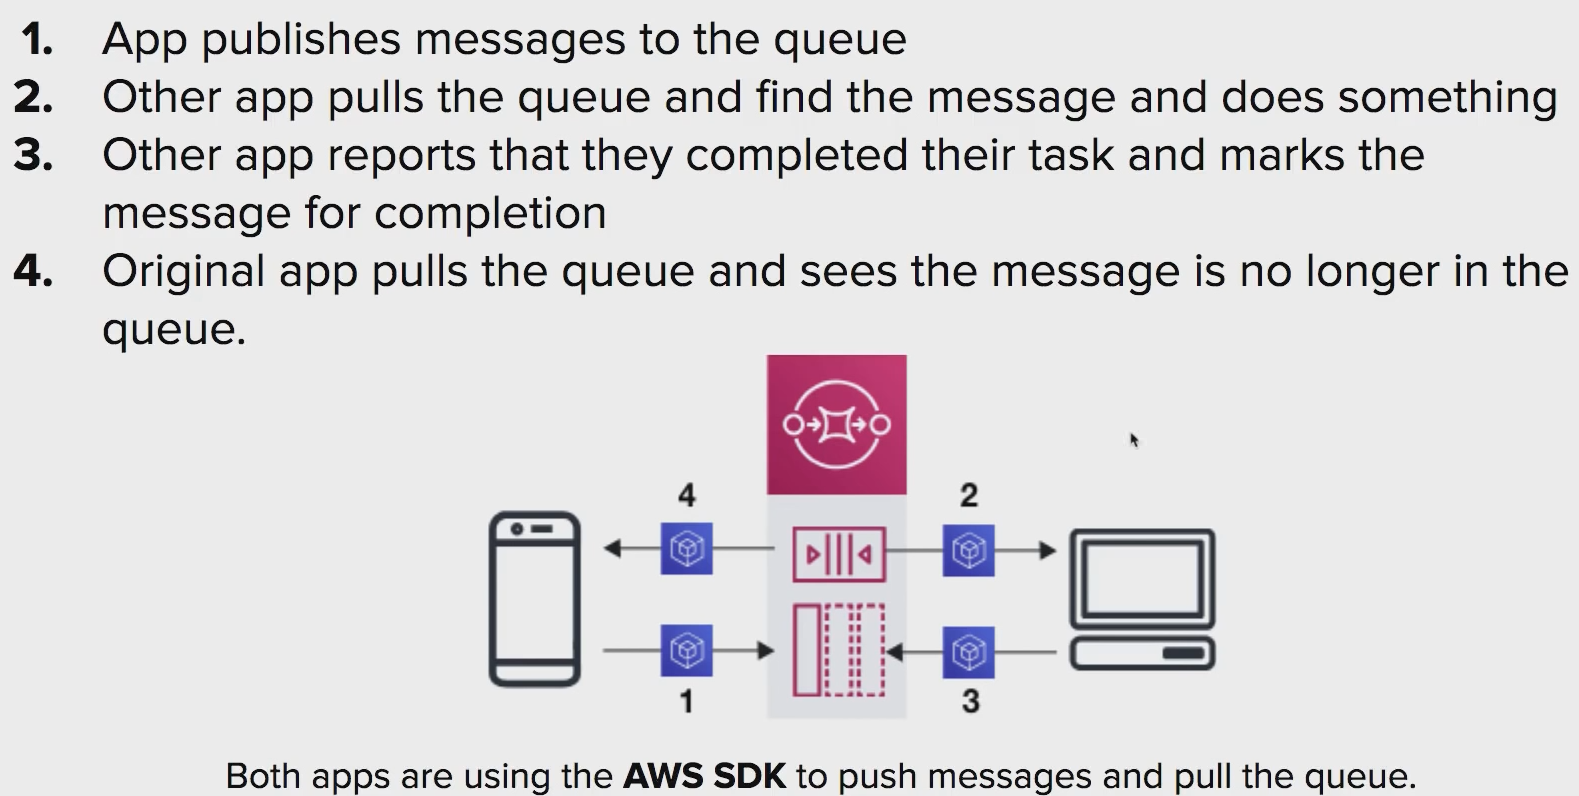 1. App publishes messages to the queue
2. Other app pulls the queue and find the message and does something
3. Other app reports that they completed their task and marks the
message for completion
4. Original app pulls the queue and sees the message is no longer in the
queue.
4 2
1 3
Both apps are using the AWS SDK to push messages and pull the queue.